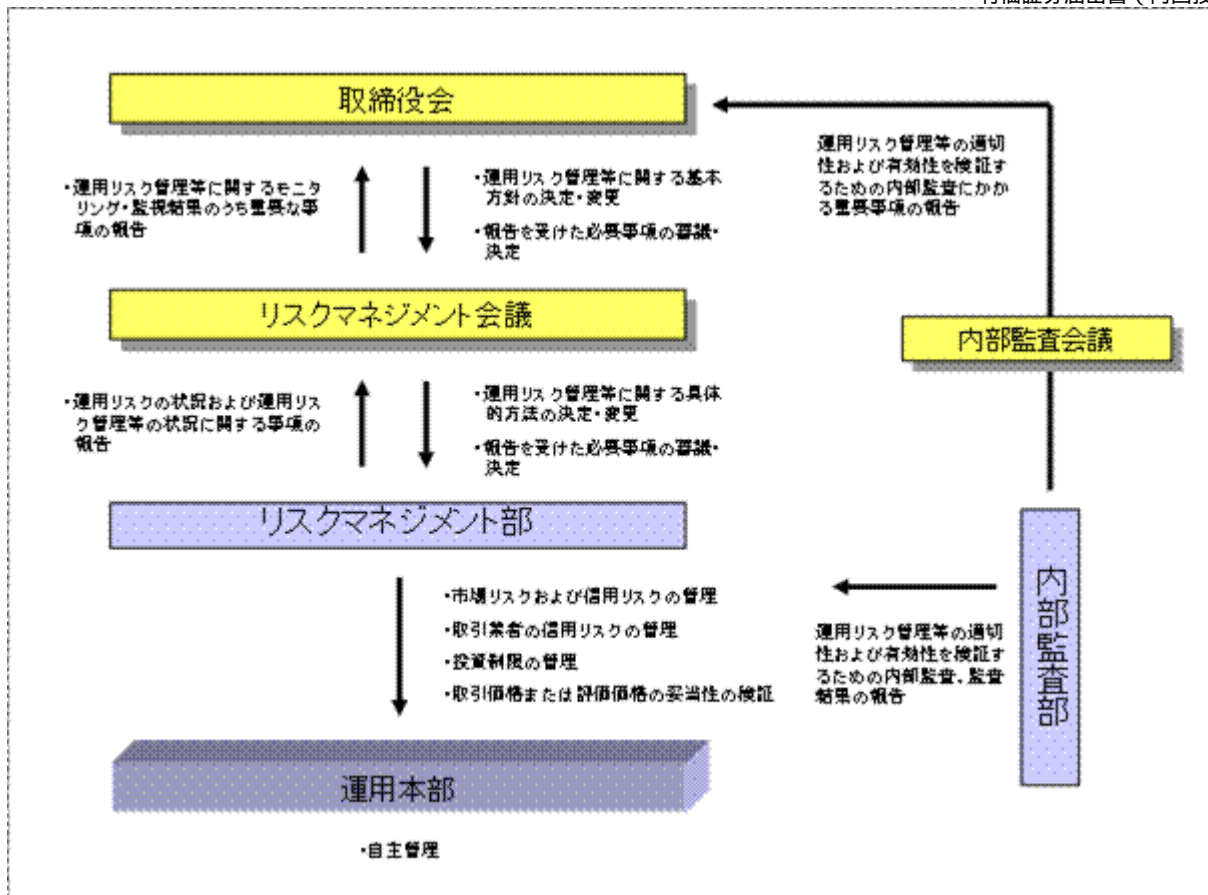 取締役会
・運用リスク管理等に関するモニタ
リング・監視結果のうち重要な事
項の報告
・運用リスク管理等に関する基本
方針の決定・変更
・報告を受けた必要事項の審議・
決定
運用リスク管理等の適切
性および有効性を検証す
るための内部監査にかか
る重要事項の報告
リスクマネジメント会議
内部監査会議
・運用リスクの状況および運用リス
ク管理等の状況に関する事項の
報告
・運用リスク管理等に関する具体
的方法の決定・変更
・報告を受けた必要事項の審議・
決定
リスクマネジメント部
内部監査部
・市場リスクおよび信用リスクの管理
・取引業者の信用リスクの管理
・投資制限の管理
・取引価格または評価価格の妥当性の検証
運用リスク管理等の適切
性および有効性を検証す
るための内部監査、監査
結果の報告
運用本部
・自主管理